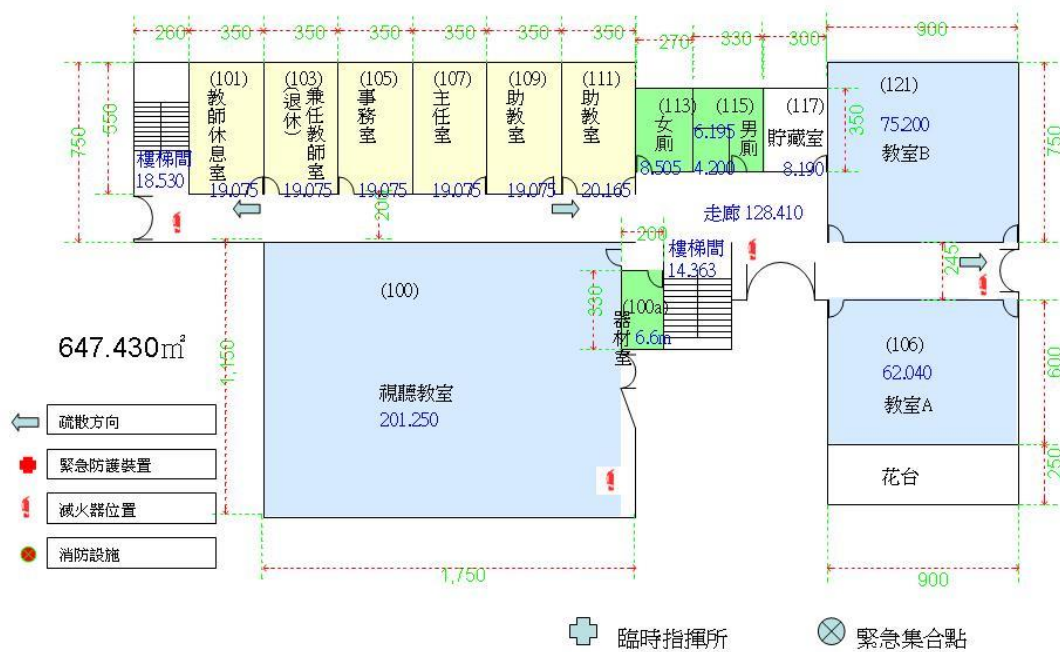 260
350
350
350
350
350
350
270
330
300
900
(101)
教師休息室
19.075
(103)
兼任教師室
(退休)
19.075
(105)
事務室
19.075
(107)
主任室
19.075
(109)
助教室
19.075
(111)
助教室
20.165
(113)
女廁
8.505
(115)
6.195
男廁
4.200
(117)
貯藏室
8.190
350
(121)
75.200
教室B
750
750
550
樓梯間
18.530
200
走廊 128.410
200
樓梯間
14.363
245
(100)
視聽教室
201.250
330
(100a)
器材室
6.6m
(106)
62.040
教室A
600
花台
250
647.430㎡
1,150
疏散方向
緊急防護裝置
滅火器位置
消防設施
1,750
900
臨時指揮所
緊急集合點